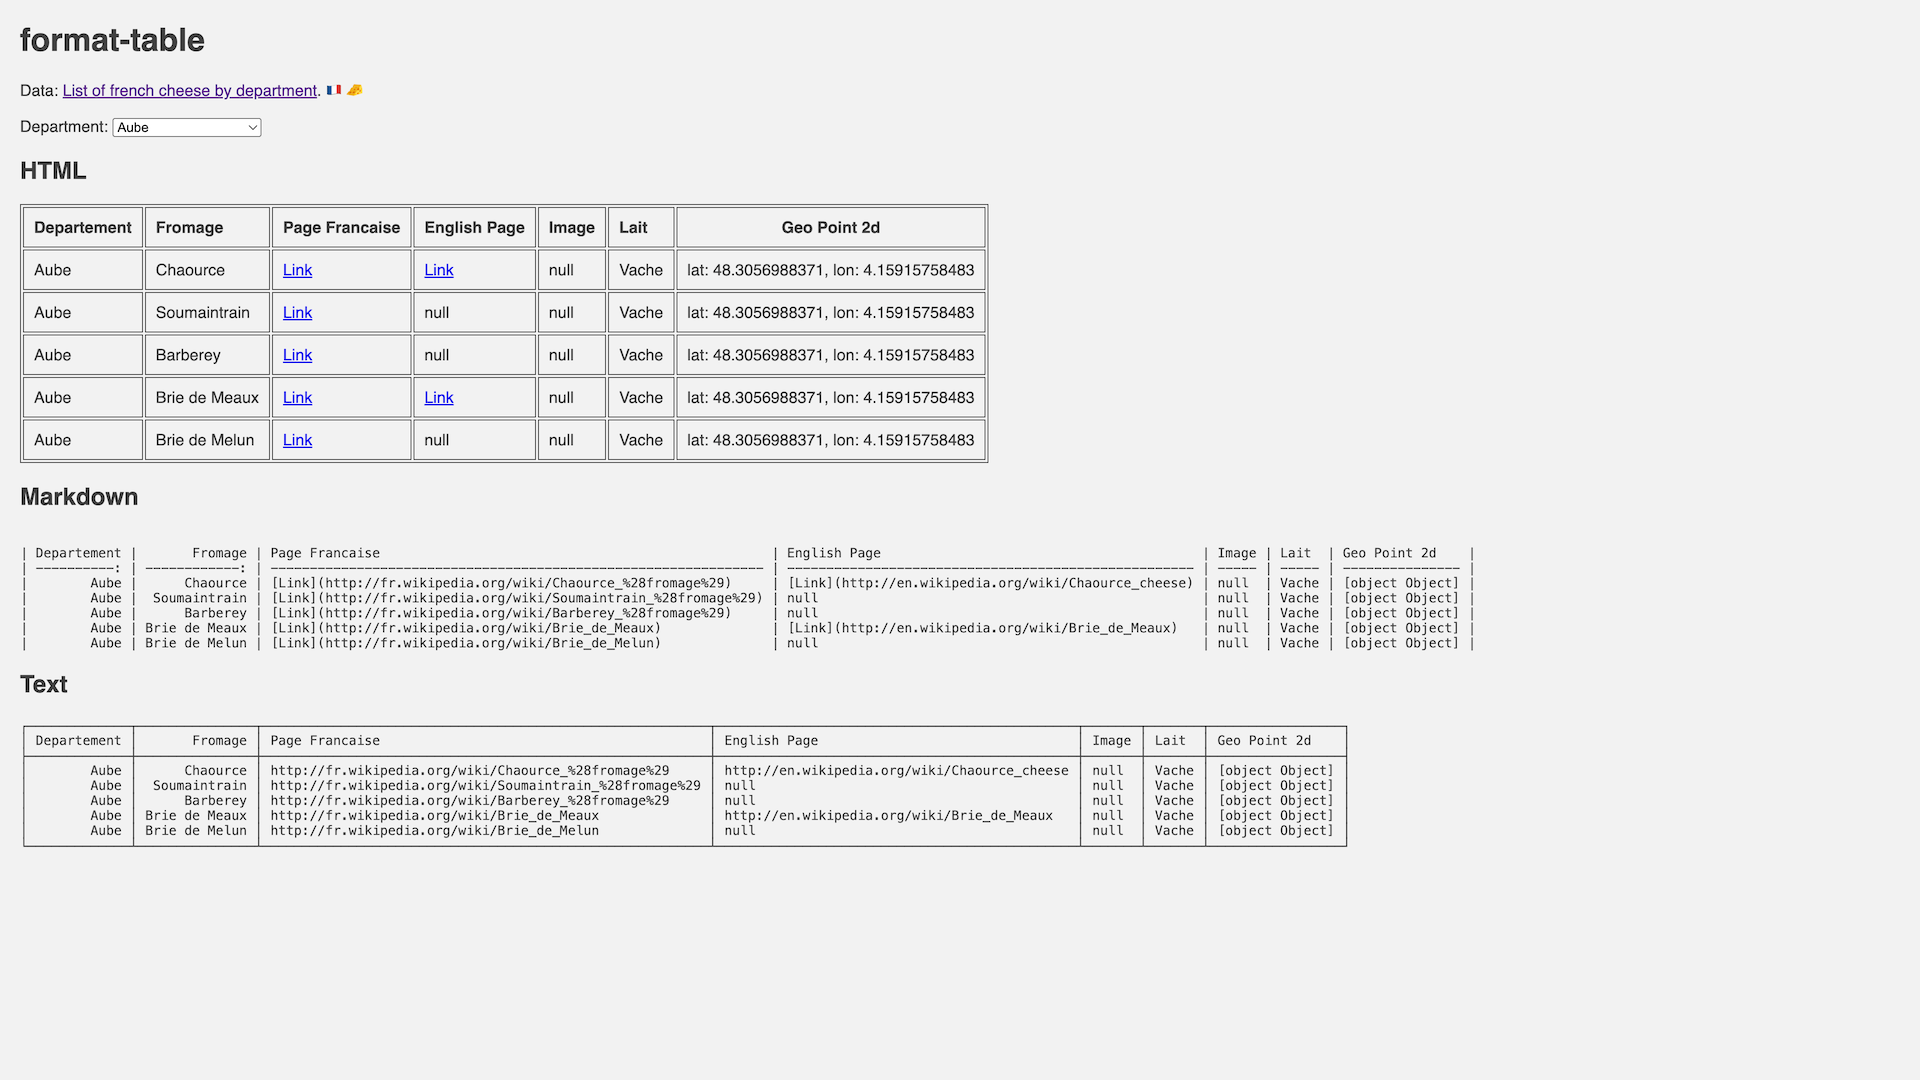 format-table
Data: List of french cheese by department. 🇫🇷 🧀
Department: Aube
HTML
Departement Fromage Page Francaise English Page Image Lait Geo Point 2d
Aube Chaource Link Link null Vache lat: 48.3056988371, lon: 4.15915758483
Aube Soumaintrain Link null null Vache lat: 48.3056988371, lon: 4.15915758483
Aube Barberey Link null null Vache lat: 48.3056988371, lon: 4.15915758483
Aube Brie de Meaux Link Link null Vache lat: 48.3056988371, lon: 4.15915758483
Aube Brie de Melun Link null null Vache lat: 48.3056988371, lon: 4.15915758483
Markdown
| Departement | Fromage | Page Francaise | English Page | Image | Lait | Geo Point 2d |
| ----------: | ------------: | --------------------------------------------------------------- | ---------------------------------------------------- | ----- | ----- | --------------- |
| Aube | Chaource | [Link](http://fr.wikipedia.org/wiki/Chaource_%28fromage%29) | [Link](http://en.wikipedia.org/wiki/Chaource_cheese) | null | Vache | [object Object] |
| Aube | Soumaintrain | [Link](http://fr.wikipedia.org/wiki/Soumaintrain_%28fromage%29) | null | null | Vache | [object Object] |
| Aube | Barberey | [Link](http://fr.wikipedia.org/wiki/Barberey_%28fromage%29) | null | null | Vache | [object Object] |
| Aube | Brie de Meaux | [Link](http://fr.wikipedia.org/wiki/Brie_de_Meaux) | [Link](http://en.wikipedia.org/wiki/Brie_de_Meaux) | null | Vache | [object Object] |
| Aube | Brie de Melun | [Link](http://fr.wikipedia.org/wiki/Brie_de_Melun) | null | null | Vache | [object Object] |
Text
Departement Fromage Page Francaise English Page Image Lait Geo Point 2d
Aube Chaource http://fr.wikipedia.org/wiki/Chaource_%28fromage%29 http://en.wikipedia.org/wiki/Chaource_cheese null Vache [object Object]
Aube Soumaintrain http://fr.wikipedia.org/wiki/Soumaintrain_%28fromage%29 null null Vache [object Object]
Aube Barberey http://fr.wikipedia.org/wiki/Barberey_%28fromage%29 null null Vache [object Object]
Aube Brie de Meaux http://fr.wikipedia.org/wiki/Brie_de_Meaux http://en.wikipedia.org/wiki/Brie_de_Meaux null Vache [object Object]
Aube Brie de Melun http://fr.wikipedia.org/wiki/Brie_de_Melun null null Vache [object Object]